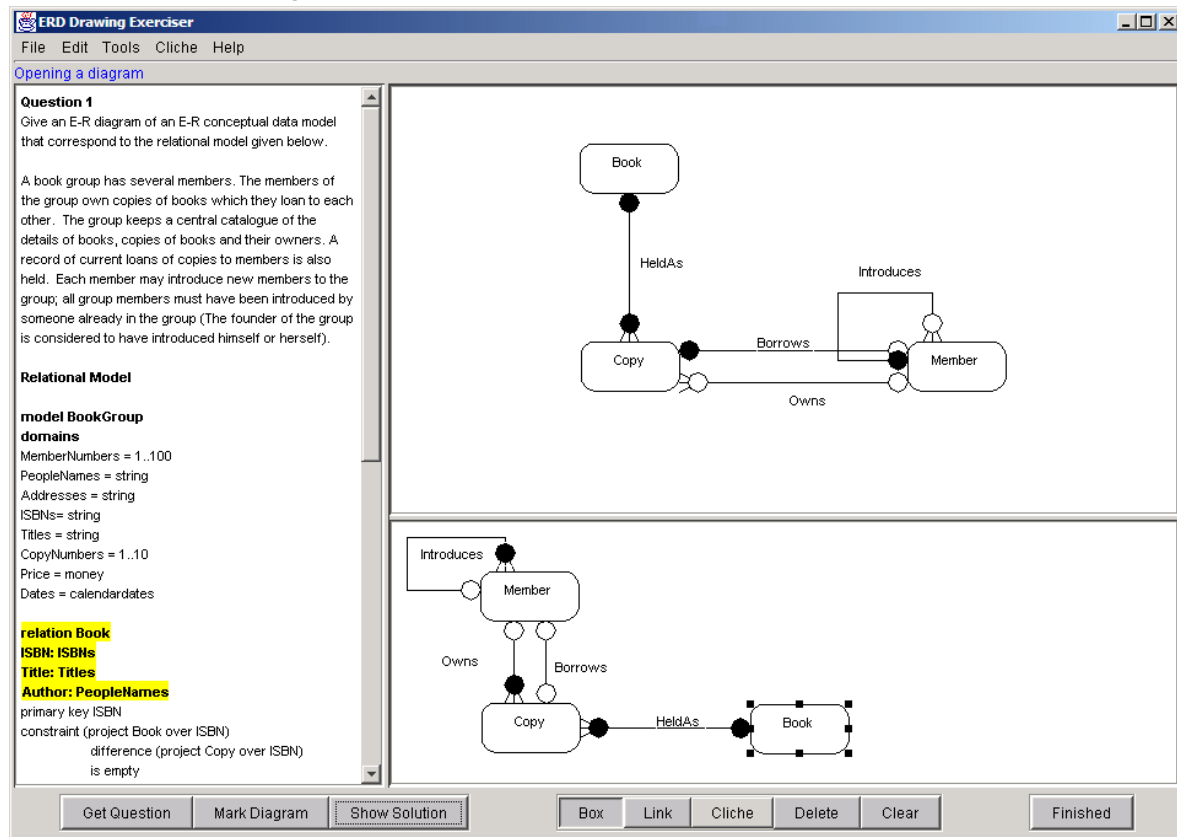 ERD Drawing Exerciser
File Edit Tools Cliche Help
Opening a diagram
Question 1
Give an E-R diagram of an E-R conceptual data model
that correspond to the relational model given below.
A book group has several members. The members of
the group own copies of books which they loan to each
other. The group keeps a central catalogue of the
details of books, copies of books and their owners. A
record of current loans of copies to members is also
held. Each member may introduce new members to the
group; all group members must have been introduced by
someone already in the group (The founder of the group
is considered to have introduced himself or herself).
Relational Model
model BookGroup
domains
MemberNumbers = 1..100
PeopleNames = string
Addresses = string
ISBNs= string
Titles = string
CopyNumbers = 1..10
Price = money
Dates = calendardates
relation Book
ISBN: ISBNs
Title: Titles
Author: PeopleNames
primary key ISBN
constraint (project Book over ISBN)
difference (project Copy over ISBN)
is empty
Book
HeldAs
Introduces
Copy
Borrows
Member
Owns
Introduces
Member
Owns
Borrows
Copy
HeldAs
Book
Get Question
Mark Diagram
Show Solution
Box
Link
Cliche
Delete
Clear
Finished